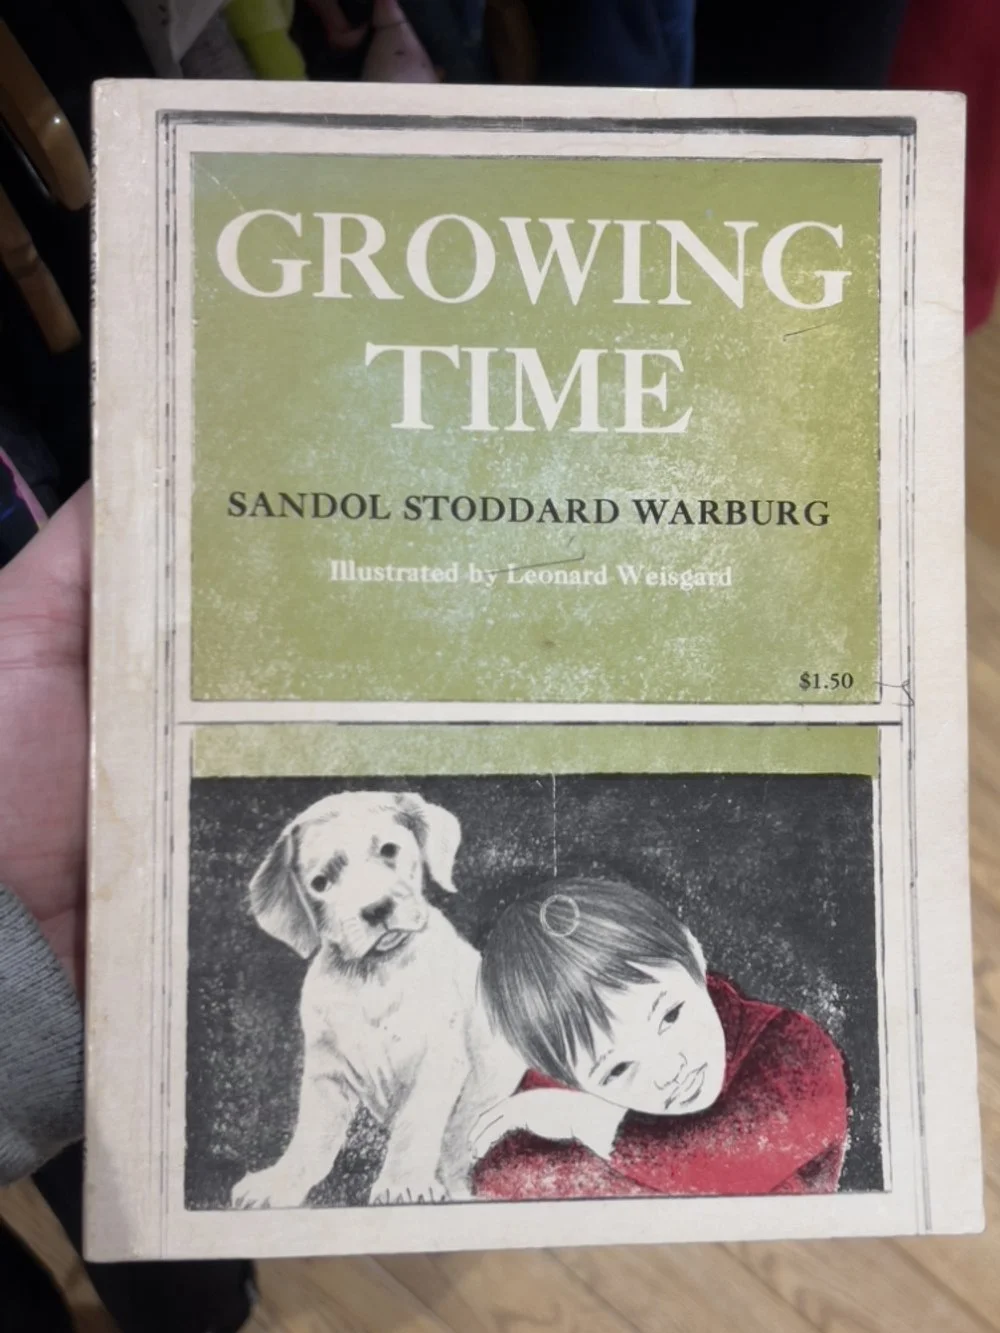 GROWING
TIME
SANDOL STODDARD WARBURG
Illustrated by Leonard Weisgard
$1.50